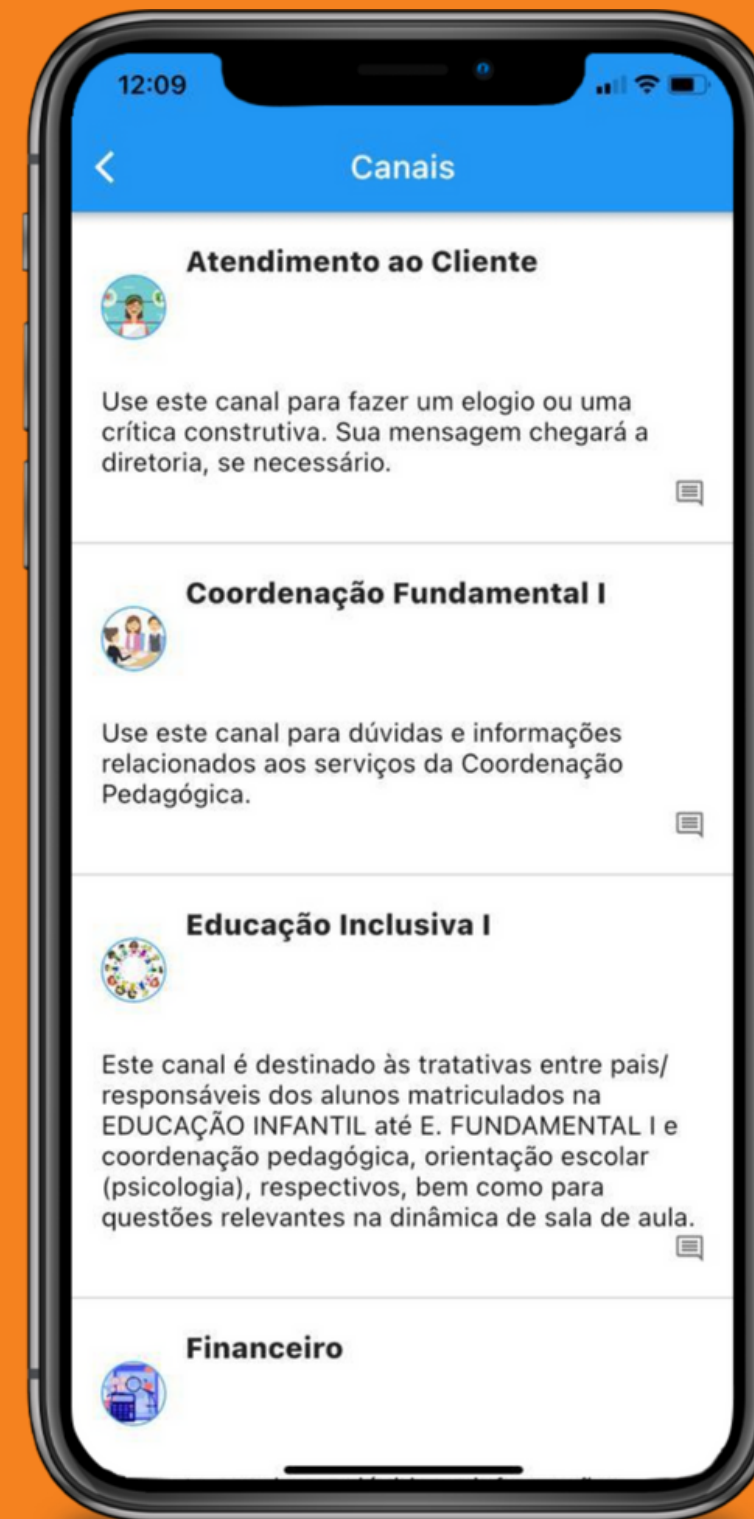 12:09
Canais
Atendimento ao Cliente
Use este canal para fazer um elogio ou uma
crítica construtiva. Sua mensagem chegará a
diretoria, se necessário.
Coordenação Fundamental I
Use este canal para dúvidas e informações
relacionados aos serviços da Coordenação
Pedagógica.
Educação Inclusiva I
Este canal é destinado às tratativas entre pais/
responsáveis dos alunos matriculados na
EDUCAÇÃO INFANTIL até E. FUNDAMENTAL I e
coordenação pedagógica, orientação escolar
(psicologia), respectivos, bem como para
questões relevantes na dinâmica de sala de aula.
Financeiro